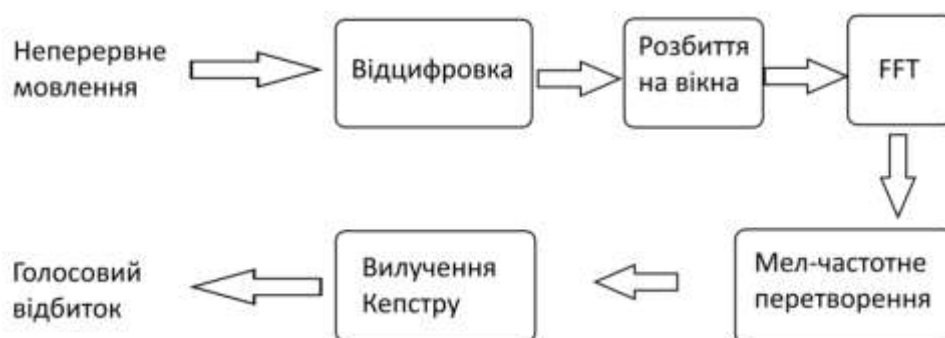 Неперервне
мовлення
Відцифровка
Розбиття
на вікна
FFT
Мел-частотне
перетворення
Вилучення
Кепстру
Голосовий
відбиток